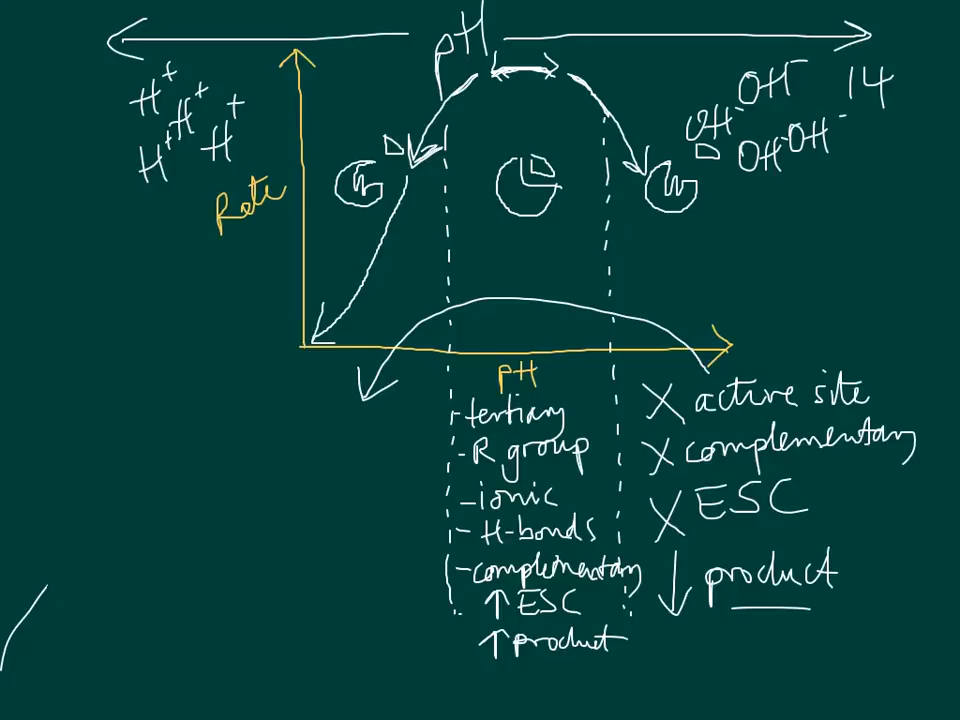 pH
H+ H+ H+ H+
OH- OH- OH- OH-
14
Rate
pH
-tertiary
-R group
-ionic
-H-bonds
-complementary
↑ESC
↑product
X active site
X complementary
X ESC
↓ product